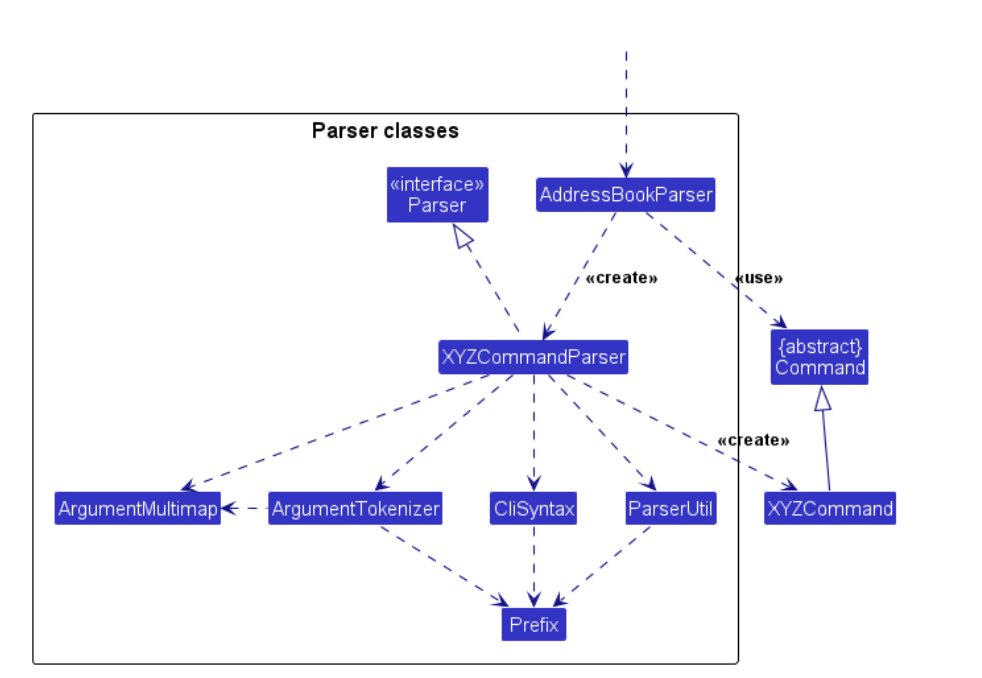 Parser classes
«interface»
Parser
AddressBookParser
«create»
«use»
XYZCommandParser
{abstract}
Command
«create»
ArgumentMultimap
ArgumentTokenizer
CliSyntax
ParserUtil
XYZCommand
Prefix